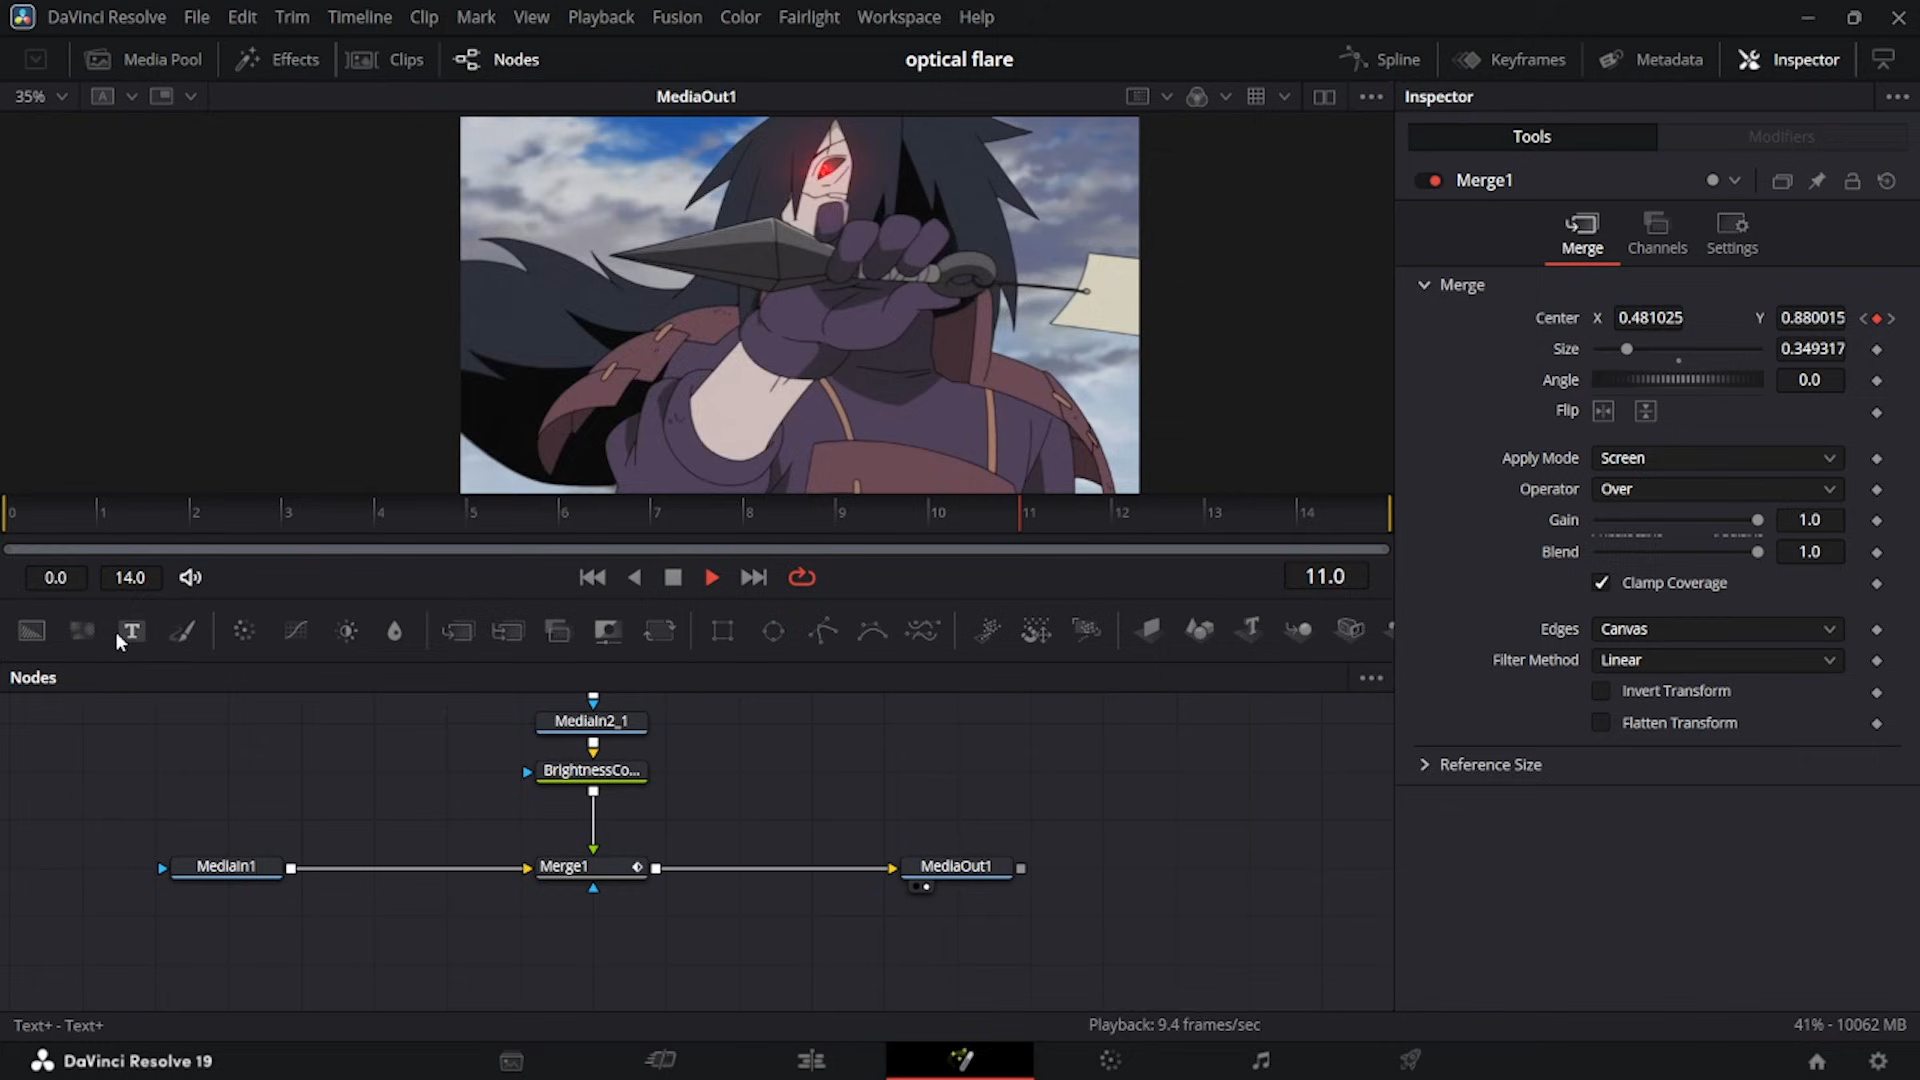 DaVinci Resolve File Edit Trim Timeline Clip Mark View Playback Fusion Color Fairlight Workspace Help
Media Pool Effects Clips Nodes optical flare Spline Keyframes Metadata Inspector
35% A MediaOut1 Inspector
Tools Modifiers
Merge1
Merge Channels Settings
Merge
Center X 0.481025 Y 0.880015
Size 0.349317
Angle 0.0
Flip
Apply Mode Screen
Operator Over
Gain 1.0
Blend 1.0
Clamp Coverage
Edges Canvas
Filter Method Linear
Invert Transform
Flatten Transform
Reference Size
0 1 2 3 4 5 6 7 8 9 10 11 12 13 14
0.0 14.0 11.0
T T
Nodes
MediaIn2_1
BrightnessCo...
MediaIn1 Merge1 MediaOut1
Text+ - Text+ Playback: 9.4 frames/sec 41% - 10062 MB
DaVinci Resolve 19